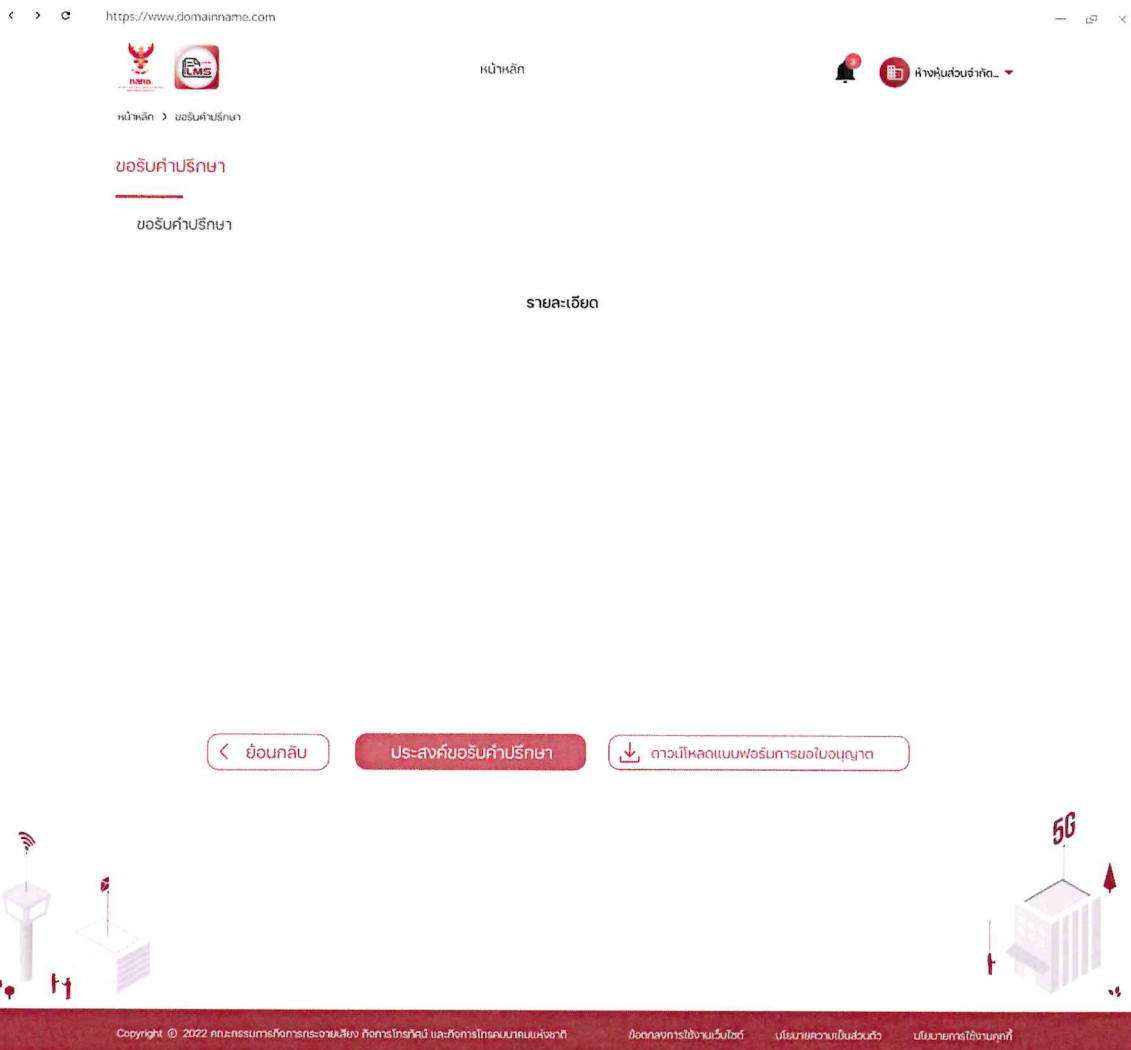 https://www.domainname.com
กสทช.
LMS
หน้าหลัก
3
ห้างหุ้นส่วนจำกัด...
หน้าหลัก > ขอรับคำปรึกษา
ขอรับคำปรึกษา
ขอรับคำปรึกษา
รายละเอียด
ย้อนกลับ
ประสงค์ขอรับคำปรึกษา
ดาวน์โหลดแบบฟอร์มการขอใบอนุญาต
5G
Copyright © 2022 คณะกรรมการกิจการกระจายเสียง กิจการโทรทัศน์ และกิจการโทรคมนาคมแห่งชาติ
ข้อตกลงการใช้งานเว็บไซต์
นโยบายความเป็นส่วนตัว
นโยบายการใช้งานคุกกี้